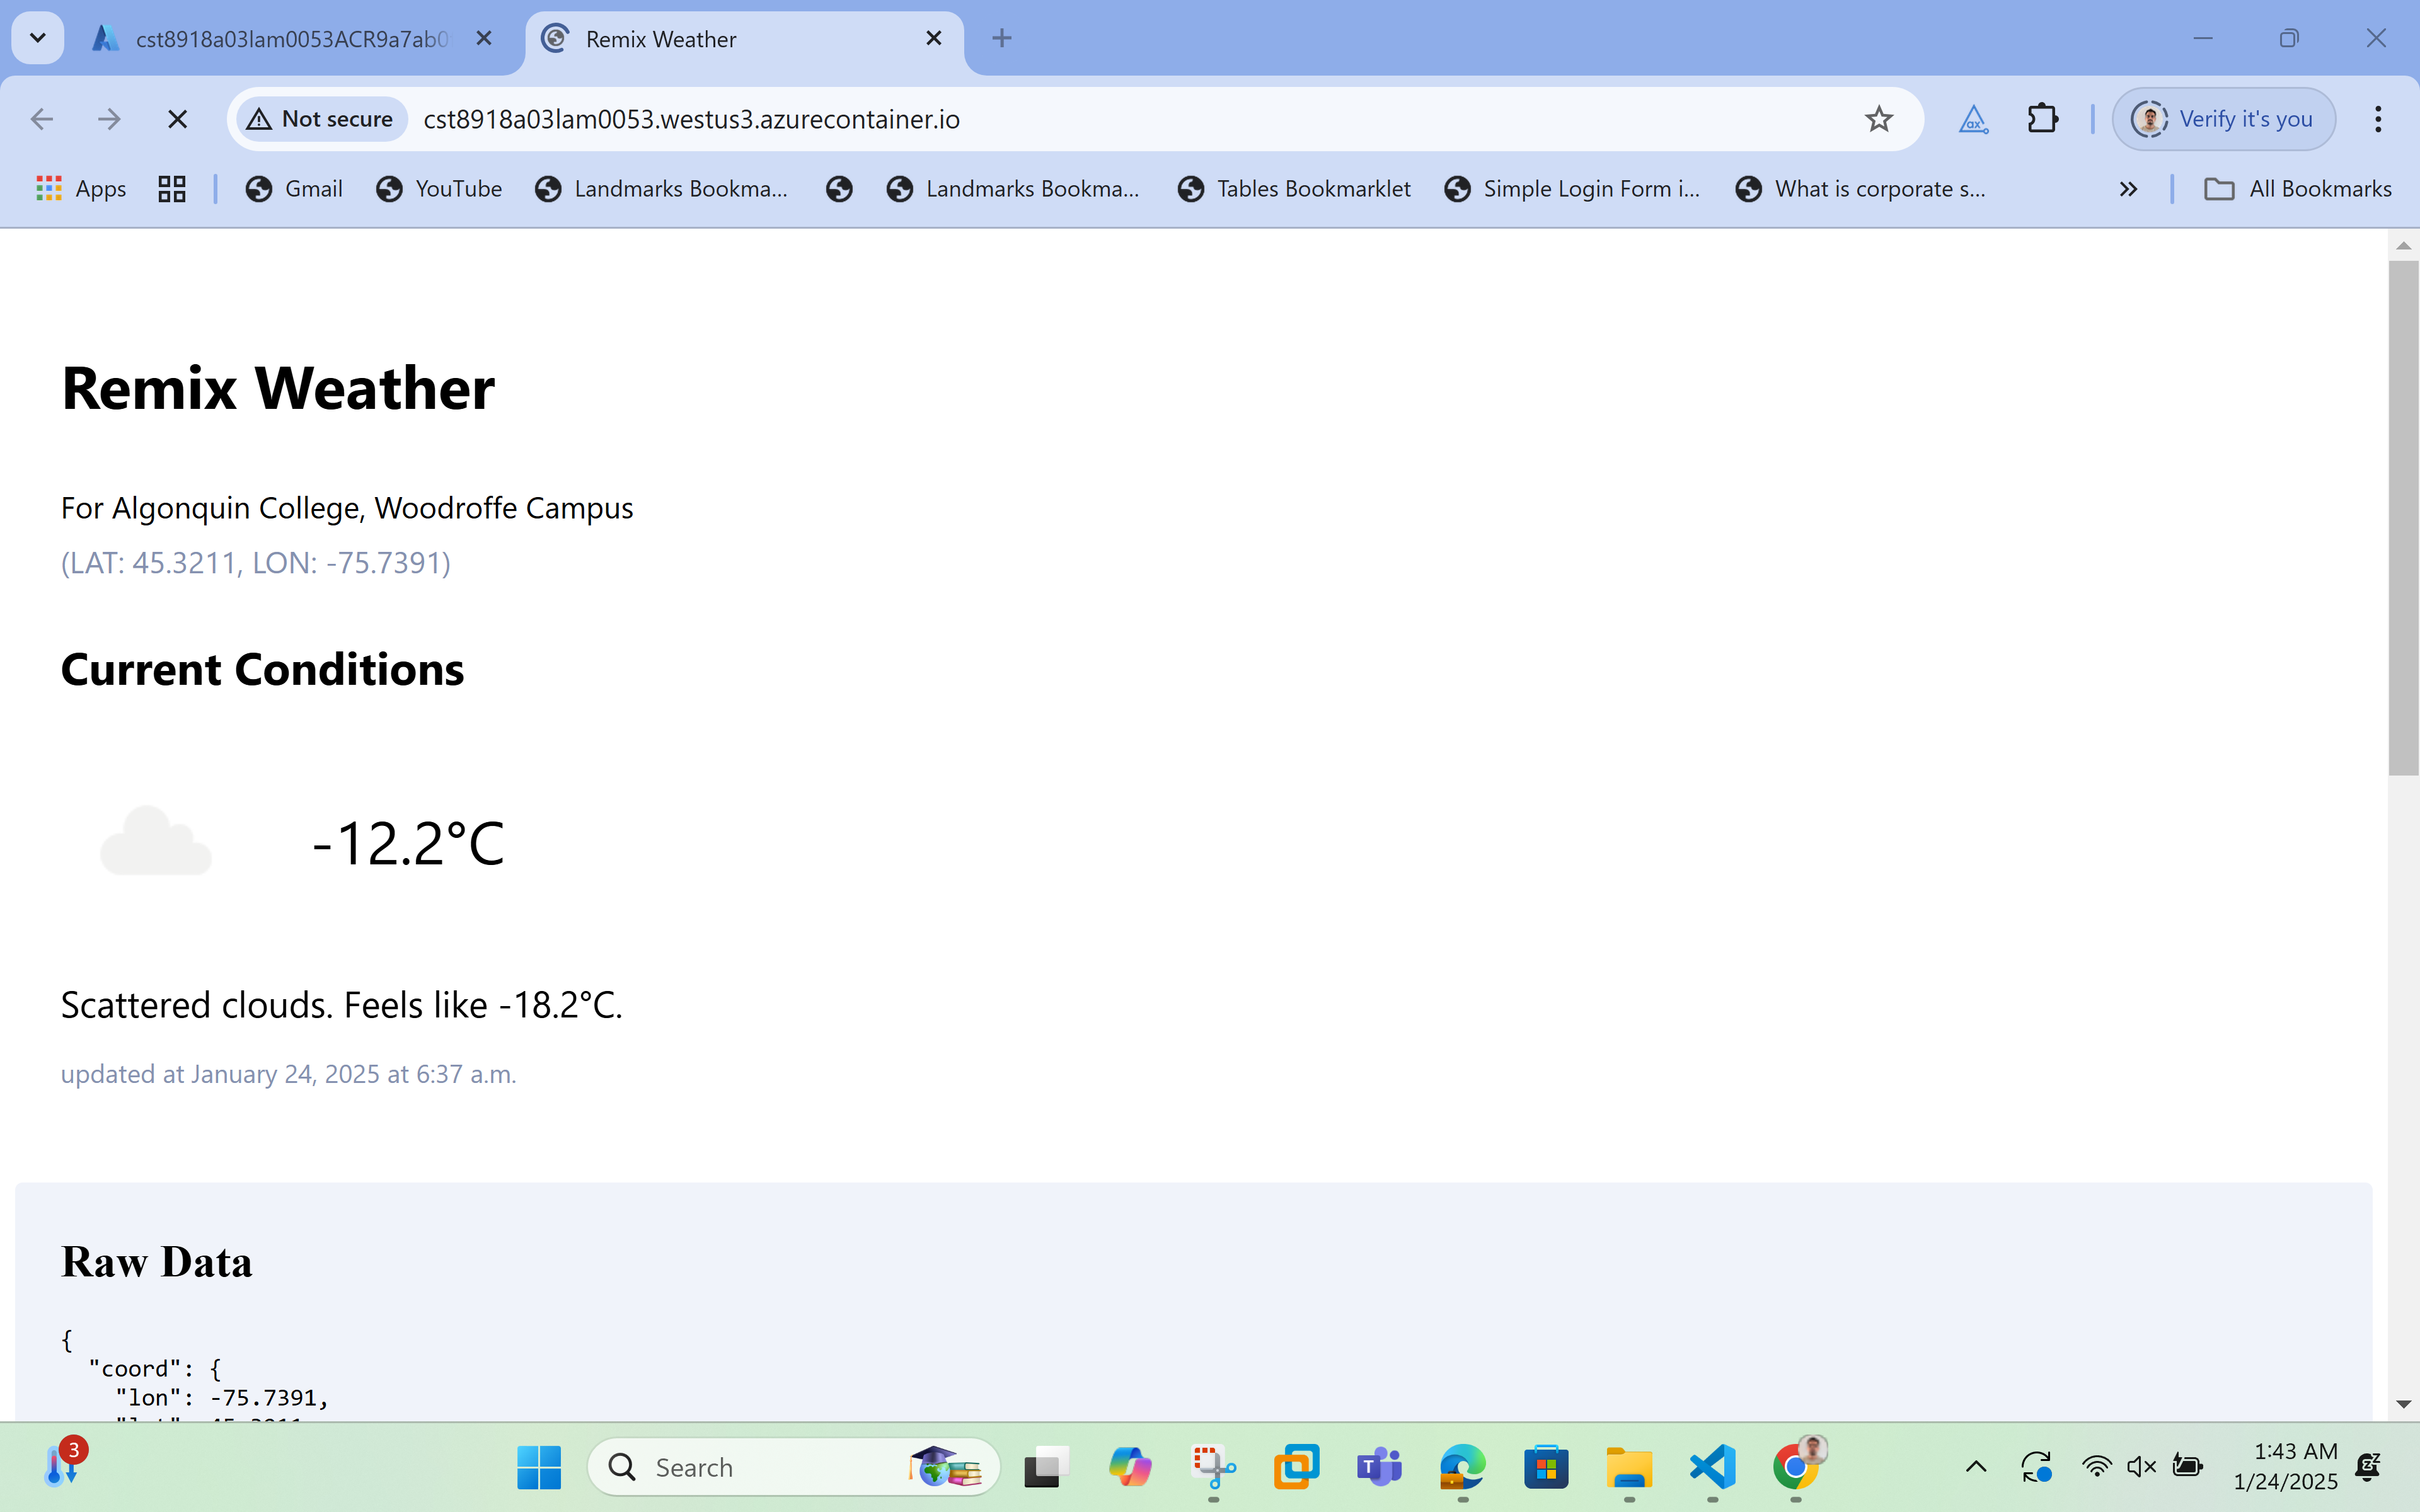 cst8918a03lam0053ACR9a7ab0
Remix Weather
Not secure
cst8918a03lam0053.westus3.azurecontainer.io
Verify it's you
Apps
Gmail
YouTube
Landmarks Bookma...
Landmarks Bookma...
Tables Bookmarklet
Simple Login Form i...
What is corporate s...
All Bookmarks
Remix Weather
For Algonquin College, Woodroffe Campus
(LAT: 45.3211, LON: -75.7391)
Current Conditions
-12.2°C
Scattered clouds. Feels like -18.2°C.
updated at January 24, 2025 at 6:37 a.m.
Raw Data
{
"coord": {
"lon": -75.7391,
3
Search
1:43 AM
1/24/2025